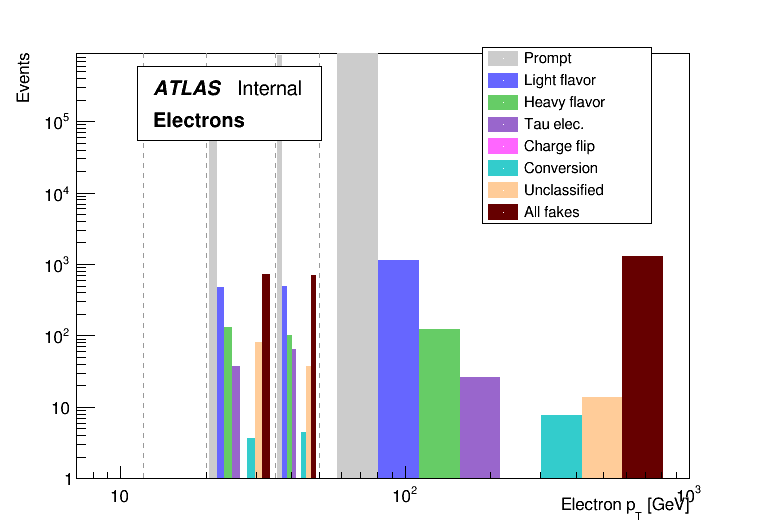 Events
ATLAS Internal
Electrons
Prompt
Light flavor
Heavy flavor
Tau elec.
Charge flip
Conversion
Unclassified
All fakes
10^5
10^4
10^3
10^2
10
1
10 10^2 10^3
Electron p_T [GeV]